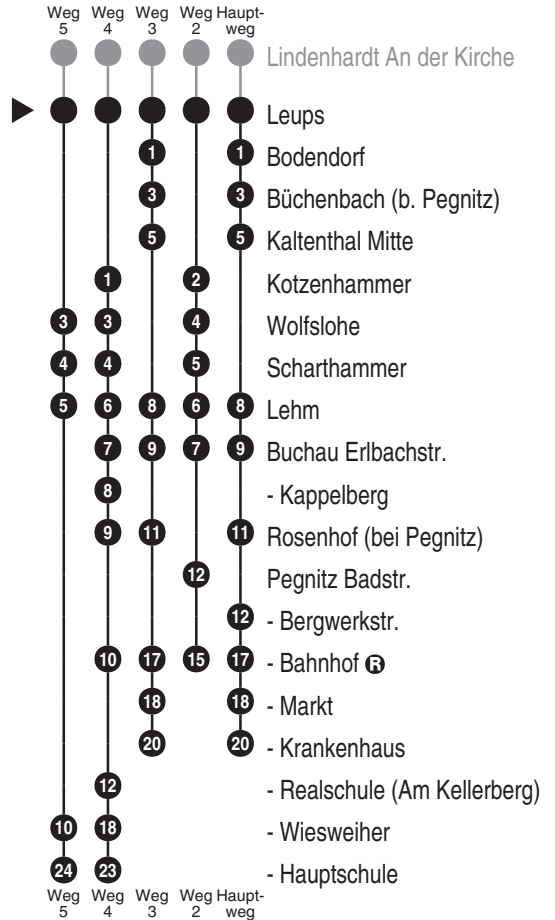 Weg Weg Weg Weg Haupt-
5 4 3 2 weg
Lindenhardt An der Kirche
Leups
1 1 Bodendorf
3 3 Büchenbach (b. Pegnitz)
5 5 Kaltenthal Mitte
1 2 Kotzenhammer
3 3 4 Wolfslohe
4 4 5 Scharthammer
5 6 8 6 8 Lehm
7 9 7 9 Buchau Erlbachstr.
8 - Kappelberg
9 11 11 Rosenhof (bei Pegnitz)
12 Pegnitz Badstr.
12 - Bergwerkstr.
10 17 15 17 - Bahnhof R
18 18 - Markt
20 20 - Krankenhaus
12 - Realschule (Am Kellerberg)
10 18 - Wiesweiher
24 23 - Hauptschule
Weg Weg Weg Weg Haupt-
5 4 3 2 weg